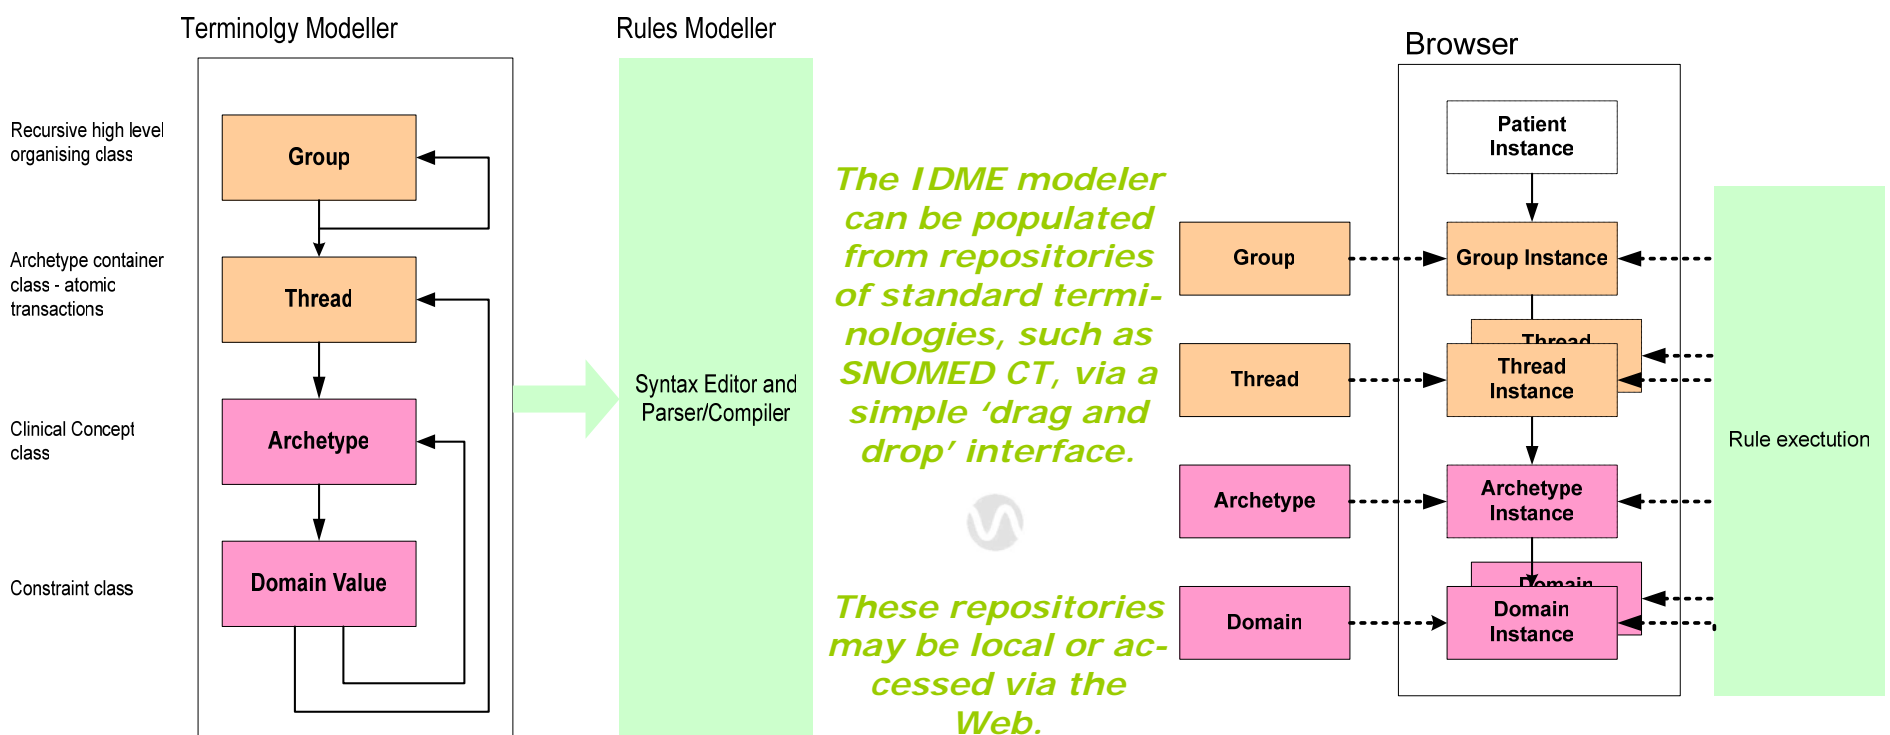 Terminolgy Modeller
Recursive high level
organising class
Group
Archetype container
class - atomic
transactions
Thread
Clinical Concept
class
Archetype
Constraint class
Domain Value
Rules Modeller
Syntax Editor and
Parser/Compiler
The IDME modeler
can be populated
from repositories
of standard termi-
nologies, such as
SNOMED CT, via a
simple ‘drag and
drop’ interface.
These repositories
may be local or ac-
cessed via the
Web.
Browser
Patient
Instance
Group
Group Instance
Thread
Thread
Thread
Instance
Archetype
Archetype
Instance
Domain
Domain
Domain
Instance
Rule exectution